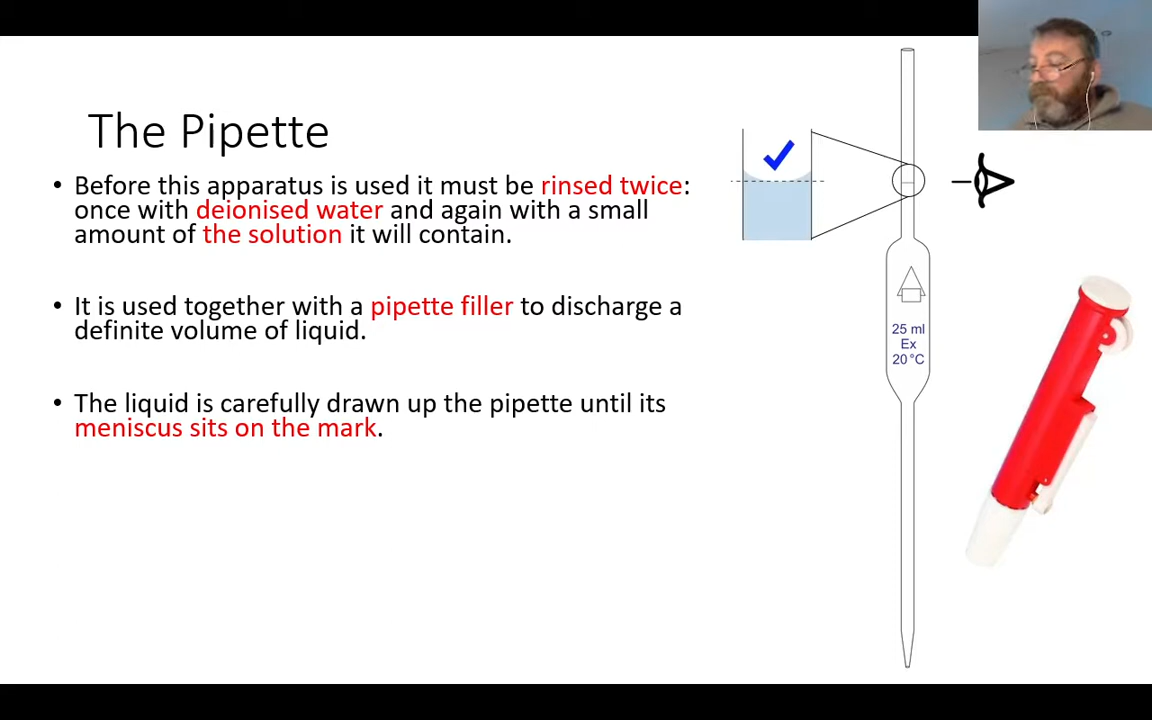 The Pipette
• Before this apparatus is used it must be rinsed twice:
once with deionised water and again with a small
amount of the solution it will contain.
• It is used together with a pipette filler to discharge a
definite volume of liquid.
• The liquid is carefully drawn up the pipette until its
meniscus sits on the mark.
25 ml
Ex
20 °C